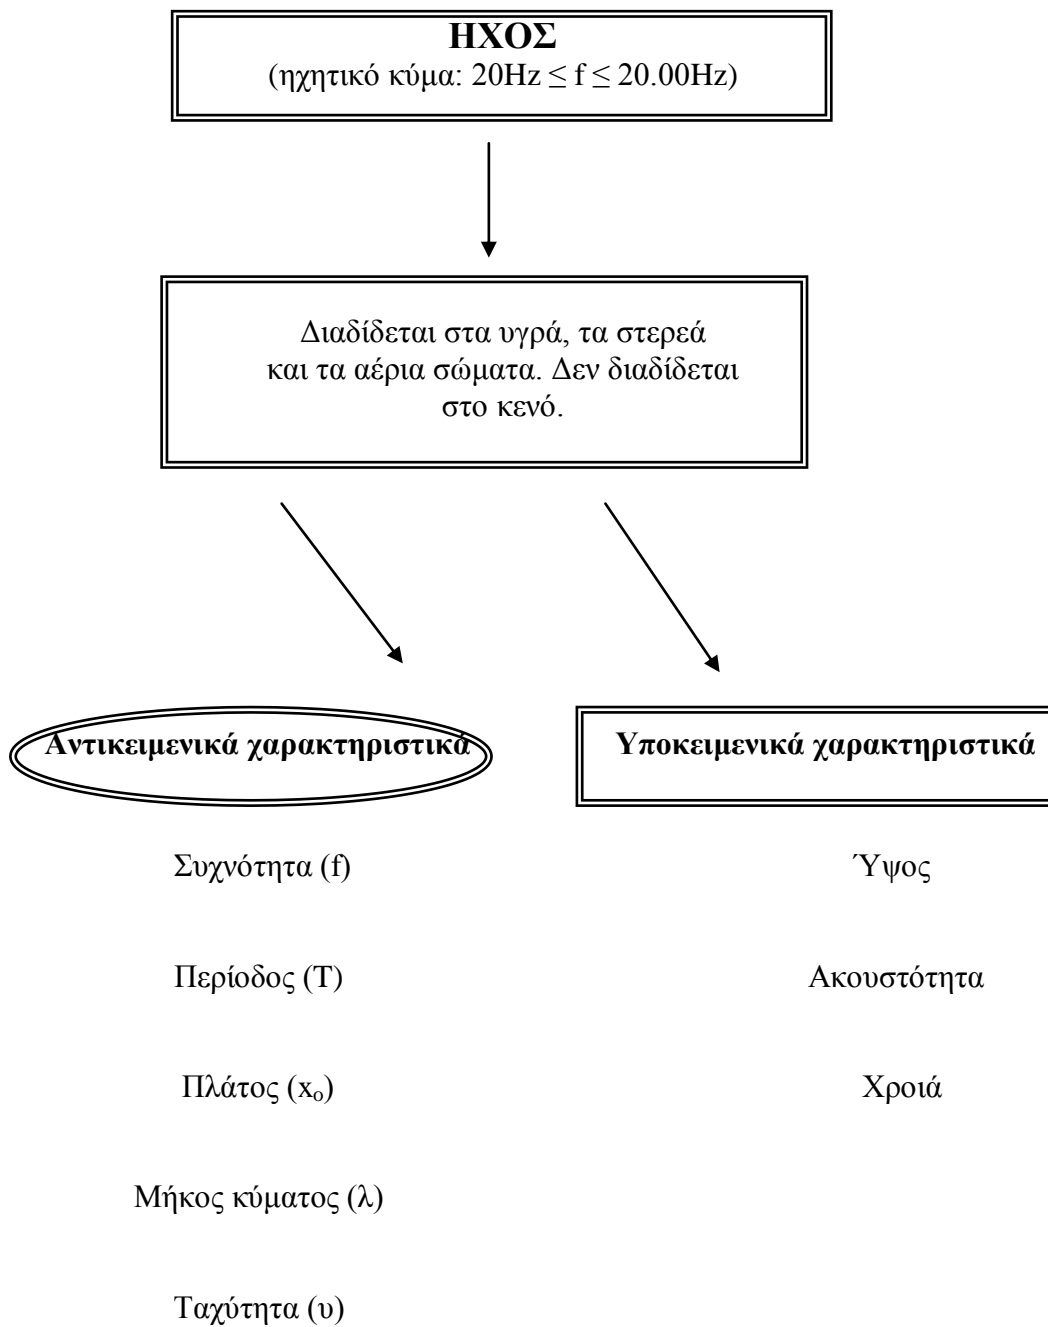 ΗΧΟΣ
(ηχητικό κύμα: 20Hz ≤ f ≤ 20.00Hz)
Διαδίδεται στα υγρά, τα στερεά
και τα αέρια σώματα. Δεν διαδίδεται
στο κενό.
Αντικειμενικά χαρακτηριστικά
Υποκειμενικά χαρακτηριστικά
Συχνότητα (f)
Ύψος
Περίοδος (Τ)
Ακουστότητα
Πλάτος (xₒ)
Χροιά
Μήκος κύματος (λ)
Ταχύτητα (υ)